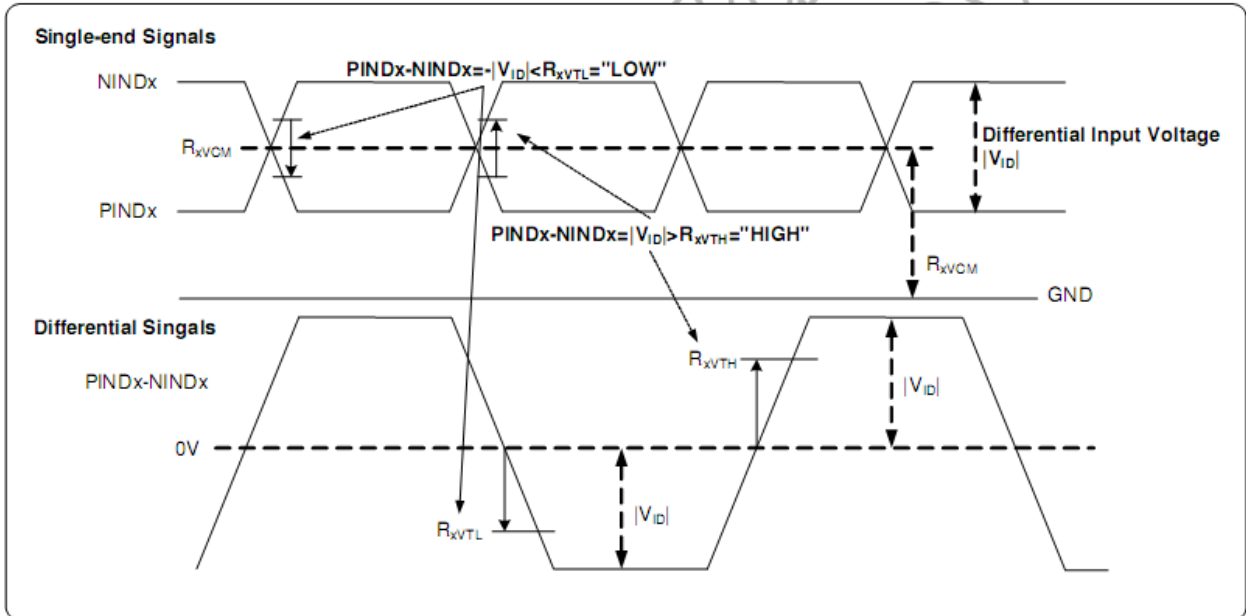 Single-end Signals
PINDx-NINDx=-|VID|<RxVTL="LOW"
NINDx
RxVCM
Differential Input Voltage
|VID|
PINDx
PINDx-NINDx=|VID|>RxVTH="HIGH"
RxVCM
GND
Differential Singals
RxVTH
PINDx-NINDx
|VID|
0V
|VID|
RxVTL